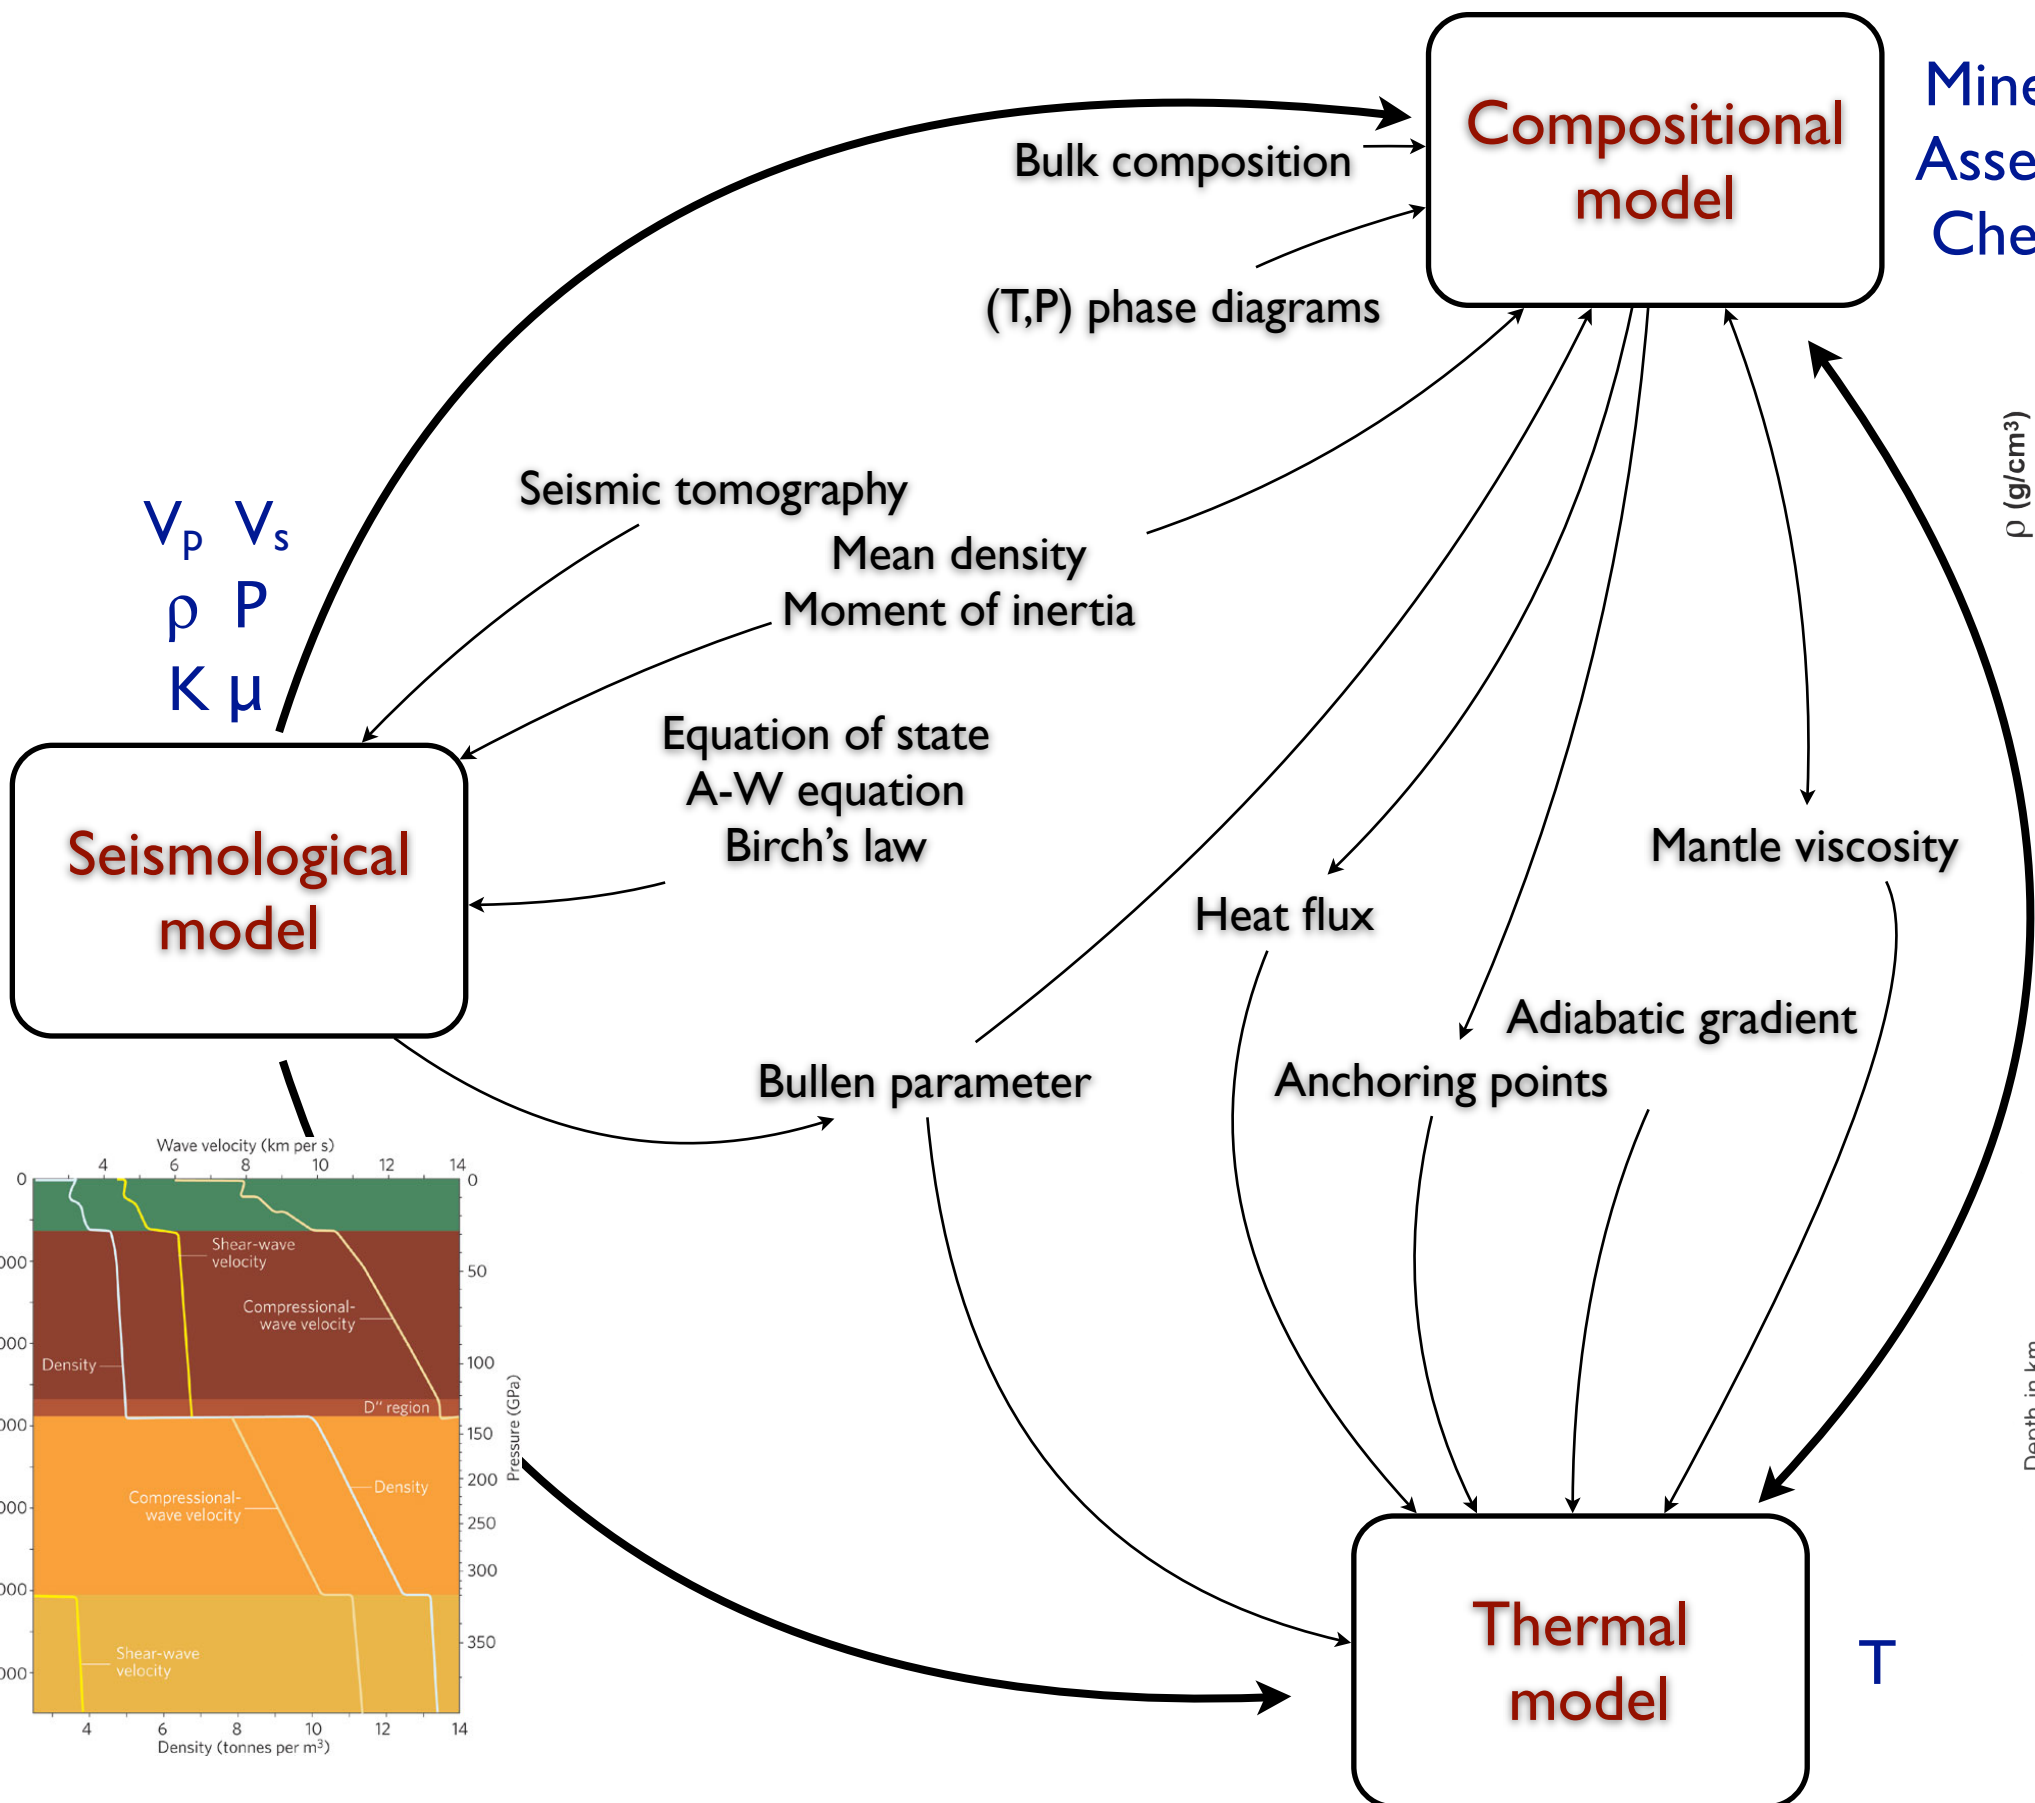 Compositional
model
Bulk composition
(T,P) phase diagrams
Seismic tomography
Mean density
Moment of inertia
Vp Vs
ρ P
K μ
ρ (g/cm³)
Equation of state
A-W equation
Birch's law
Seismological
model
Mantle viscosity
Heat flux
Adiabatic gradient
Anchoring points
Bullen parameter
Wave velocity (km per s)
4 6 8 10 12 14
0 0
Shear-wave
velocity
50
Compressional-
wave velocity
Density
100
D″ region
150
Pressure (GPa)
200
Density
Compressional-
wave velocity
250
300
350
Shear-wave
velocity
4 6 8 10 12 14
Density (tonnes per m³)
Depth in km
Thermal
model
T